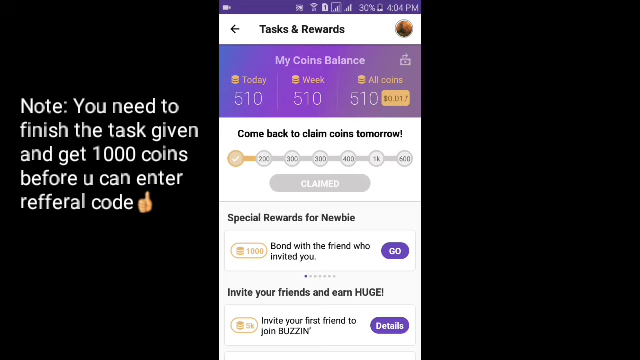 30% 4:04 PM
Tasks & Rewards
My Coins Balance
Today Week All coins
510 510 510 $0.017
Note: You need to
finish the task given
and get 1000 coins
before u can enter
refferal code
Come back to claim coins tomorrow!
200 300 300 400 1k 600
CLAIMED
Special Rewards for Newbie
1000 Bond with the friend who
invited you. GO
Invite your friends and earn HUGE!
5k Invite your first friend to
join BUZZIN' Details